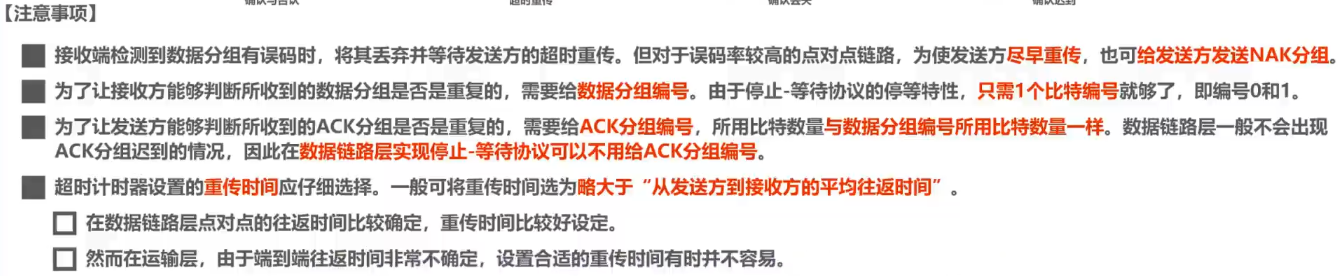 确认与否认 超时重传 确认丢失 确认迟到
【注意事项】
接收端检测到数据分组有误码时，将其丢弃并等待发送方的超时重传。但对于误码率较高的点对点链路，为使发送方尽早重传，也可给发送方发送NAK分组。
为了让接收方能够判断所收到的数据分组是否是重复的，需要给数据分组编号。由于停止-等待协议的停等特性，只需1个比特编号就够了，即编号0和1。
为了让发送方能够判断所收到的ACK分组是否是重复的，需要给ACK分组编号，所用比特数量与数据分组编号所用比特数量一样。数据链路层一般不会出现
ACK分组迟到的情况，因此在数据链路层实现停止-等待协议可以不用给ACK分组编号。
超时计时器设置的重传时间应仔细选择。一般可将重传时间选为略大于“从发送方到接收方的平均往返时间”。
在数据链路层点对点的往返时间比较确定，重传时间比较好设定。
然而在运输层，由于端到端往返时间非常不确定，设置合适的重传时间有时并不容易。